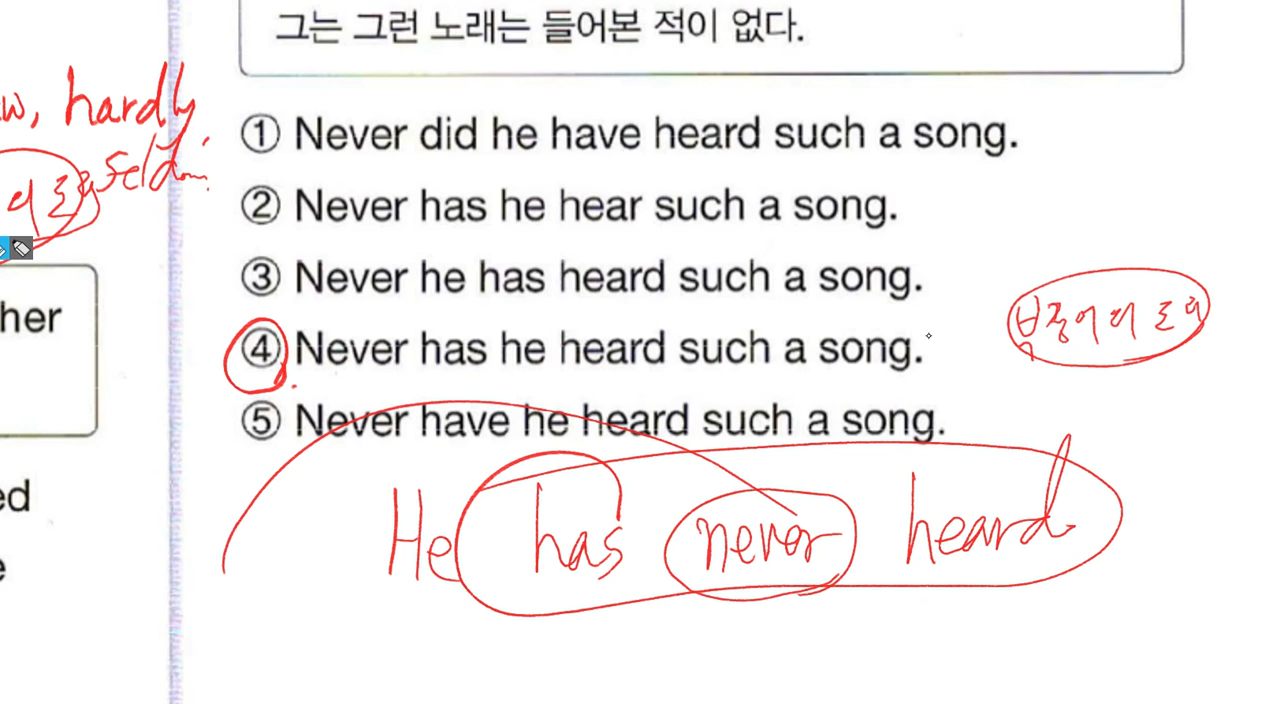 그는 그런 노래는 들어본 적이 없다.
hardly
seldom
① Never did he have heard such a song.
② Never has he hear such a song.
③ Never he has heard such a song.
④ Never has he heard such a song.
⑤ Never have he heard such a song.
부정어의 도치
her
ed
e
He has never heard